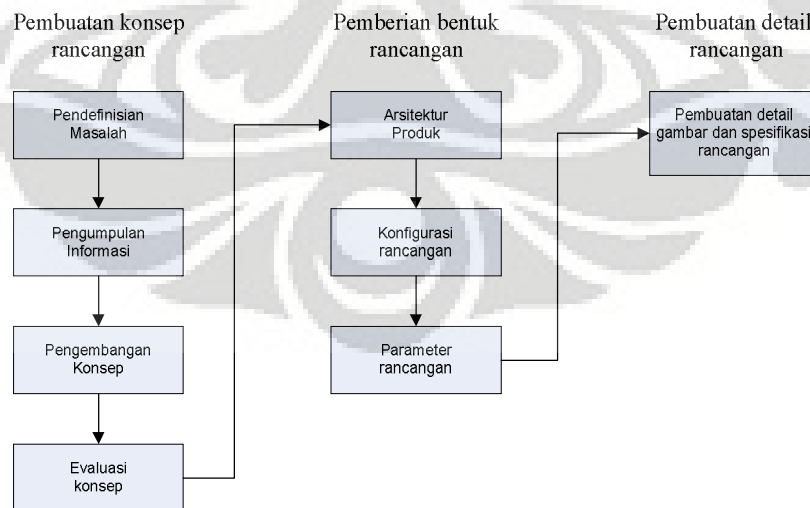 Pembuatan konsep
rancangan
Pendefinisian
Masalah
Pengumpulan
Informasi
Pengembangan
Konsep
Evaluasi
konsep
Pemberian bentuk
rancangan
Arsitektur
Produk
Konfigurasi
rancangan
Parameter
rancangan
Pembuatan detail
rancangan
Pembuatan detail
gambar dan spesifikasi
rancangan